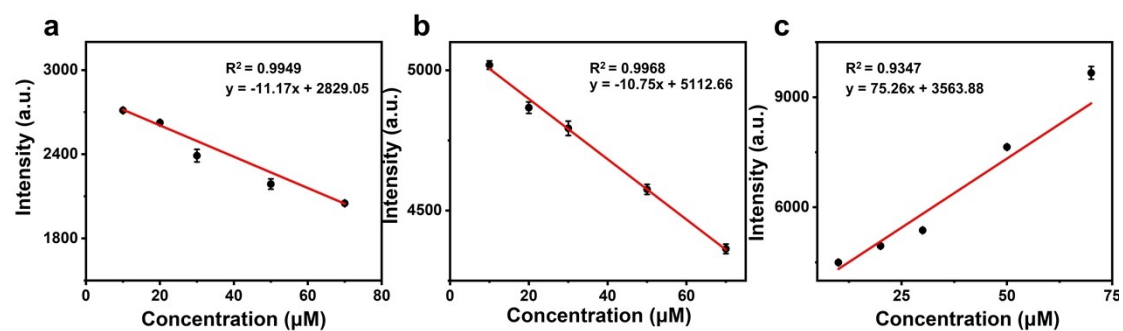 a
R² = 0.9949
y = -11.17x + 2829.05
3000
2400
1800
Intensity (a.u.)
0 20 40 60 80
Concentration (µM)
b
R² = 0.9968
y = -10.75x + 5112.66
5000
4500
Intensity (a.u.)
0 20 40 60
Concentration (µM)
c
R² = 0.9347
y = 75.26x + 3563.88
9000
6000
Intensity (a.u.)
25 50 75
Concentration (µM)